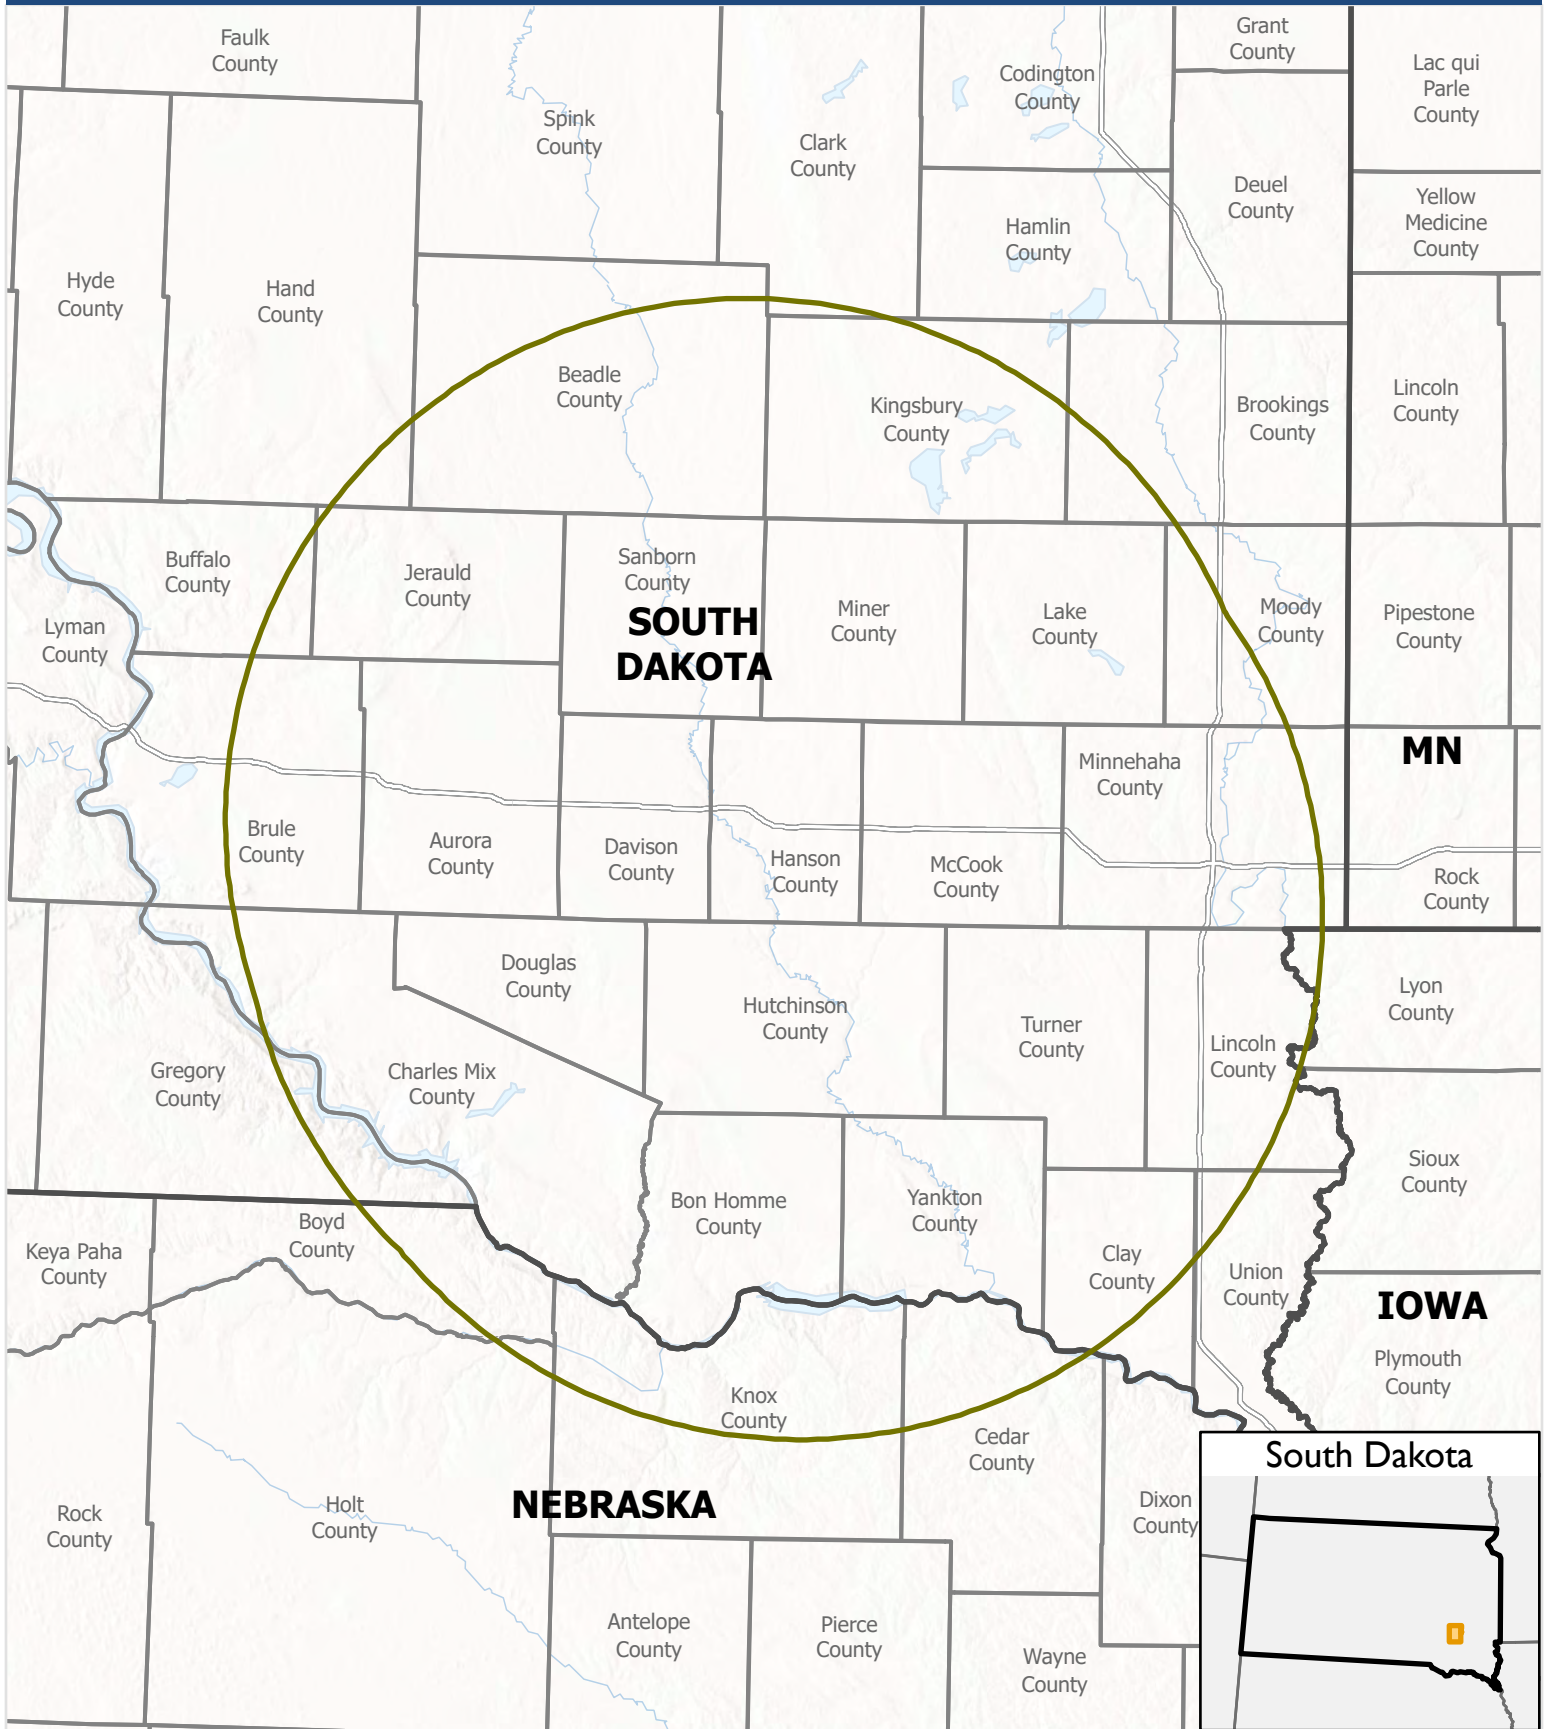 Faulk
County
Grant
County
Codington
County
Lac qui
Parle
County
Spink
County
Clark
County
Deuel
County
Yellow
Medicine
County
Hamlin
County
Hyde
County
Hand
County
Beadle
County
Kingsbury
County
Brookings
County
Lincoln
County
Buffalo
County
Jerauld
County
Sanborn
County
SOUTH
DAKOTA
Miner
County
Lake
County
Moody
County
Pipestone
County
Lyman
County
MN
Minnehaha
County
Brule
County
Aurora
County
Davison
County
Hanson
County
McCook
County
Rock
County
Douglas
County
Hutchinson
County
Turner
County
Lincoln
County
Lyon
County
Gregory
County
Charles Mix
County
Sioux
County
Bon Homme
County
Yankton
County
Boyd
County
Keya Paha
County
Clay
County
Union
County
IOWA
Plymouth
County
Knox
County
Cedar
County
South Dakota
NEBRASKA
Rock
County
Holt
County
Dixon
County
Antelope
County
Pierce
County
Wayne
County